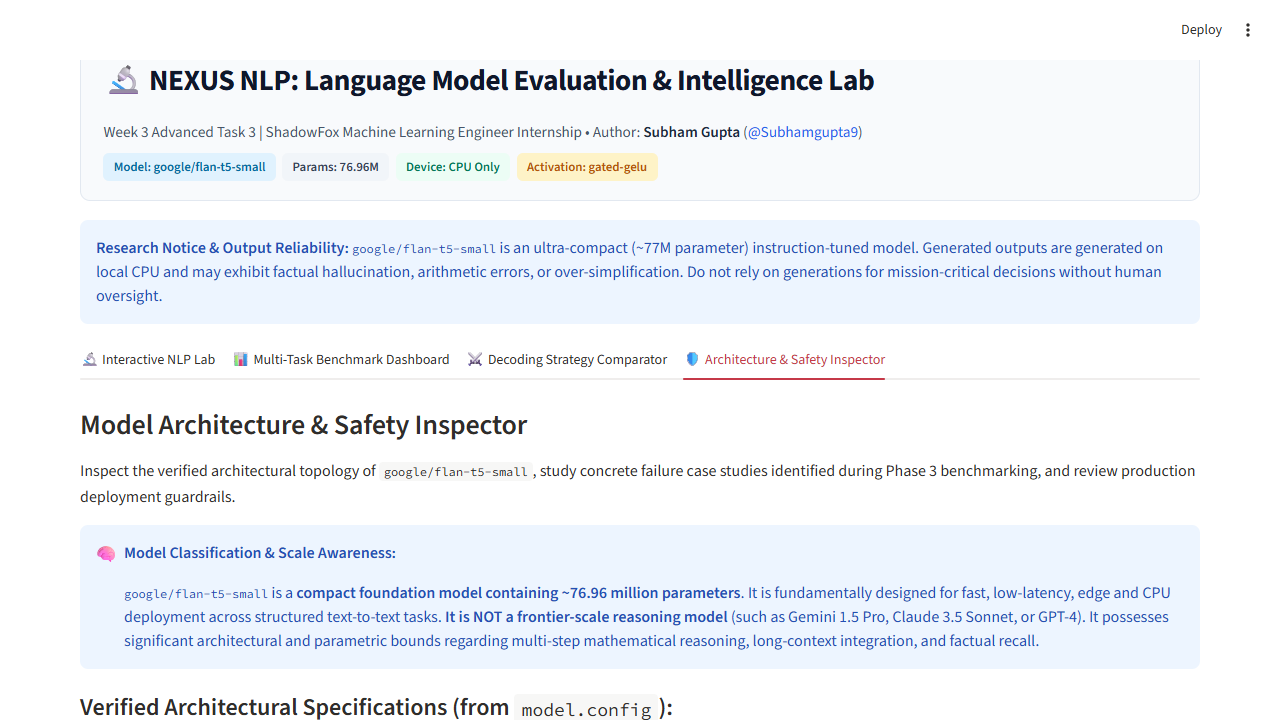 Deploy
NEXUS NLP: Language Model Evaluation & Intelligence Lab
Week 3 Advanced Task 3 | ShadowFox Machine Learning Engineer Internship • Author: Subham Gupta (@Subhamgupta9)
Model: google/flan-t5-small Params: 76.96M Device: CPU Only Activation: gated-gelu
Research Notice & Output Reliability: google/flan-t5-small is an ultra-compact (~77M parameter) instruction-tuned model. Generated outputs are generated on
local CPU and may exhibit factual hallucination, arithmetic errors, or over-simplification. Do not rely on generations for mission-critical decisions without human
oversight.
Interactive NLP Lab Multi-Task Benchmark Dashboard Decoding Strategy Comparator Architecture & Safety Inspector
Model Architecture & Safety Inspector
Inspect the verified architectural topology of google/flan-t5-small , study concrete failure case studies identified during Phase 3 benchmarking, and review production
deployment guardrails.
Model Classification & Scale Awareness:
google/flan-t5-small is a compact foundation model containing ~76.96 million parameters. It is fundamentally designed for fast, low-latency, edge and CPU
deployment across structured text-to-text tasks. It is NOT a frontier-scale reasoning model (such as Gemini 1.5 Pro, Claude 3.5 Sonnet, or GPT-4). It possesses
significant architectural and parametric bounds regarding multi-step mathematical reasoning, long-context integration, and factual recall.
Verified Architectural Specifications (from model.config ):